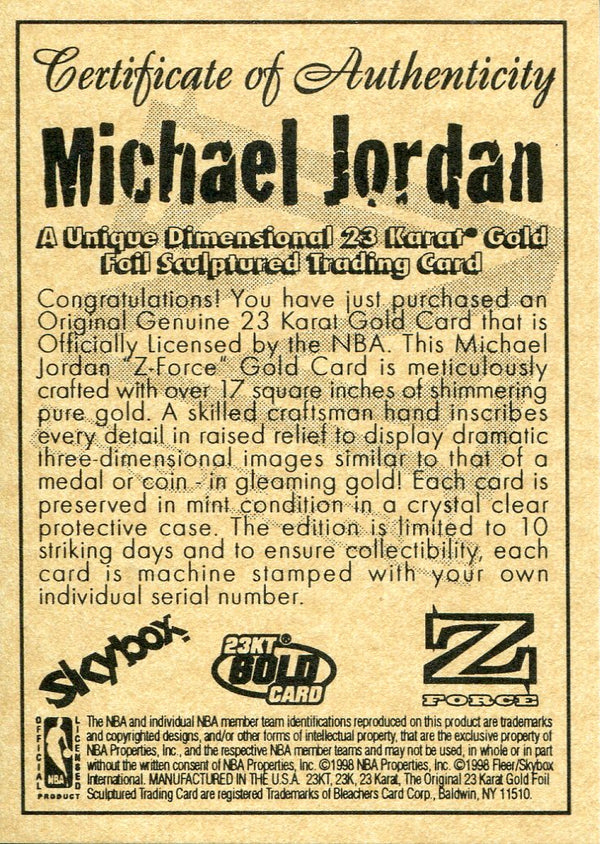 Certificate of Authenticity
Michael Jordan
A Unique Dimensional 23 Karat® Gold
Foil Sculptured Trading Card
Congratulations! You have just purchased an
Original Genuine 23 Karat Gold Card that is
Officially Licensed by the NBA. This Michael
Jordan "Z-Force" Gold Card is meticulously
crafted with over 17 square inches of shimmering
pure gold. A skilled craftsman hand inscribes
every detail in raised relief to display dramatic
three-dimensional images similar to that of a
medal or coin - in gleaming gold! Each card is
preserved in mint condition in a crystal clear
protective case. The edition is limited to 10
striking days and to ensure collectibility, each
card is machine stamped with your own
individual serial number.
Skybox
23KT®
GOLD
CARD
Z
FORCE
OFFICIAL
LICENSED
NBA
PRODUCT
The NBA and individual NBA member team identifications reproduced on this product are trademarks
and copyrighted designs, and/or other forms of intellectual property, that are the exclusive property of
NBA Properties, Inc., and the respective NBA member teams and may not be used, in whole or in part
without the written consent of NBA Properties, Inc. ©1998 NBA Properties, Inc. ©1998 Fleer/Skybox
International. MANUFACTURED IN THE U.S.A. 23KT, 23K, 23 Karat, The Original 23 Karat Gold Foil
Sculptured Trading Card are registered Trademarks of Bleachers Card Corp., Baldwin, NY 11510.